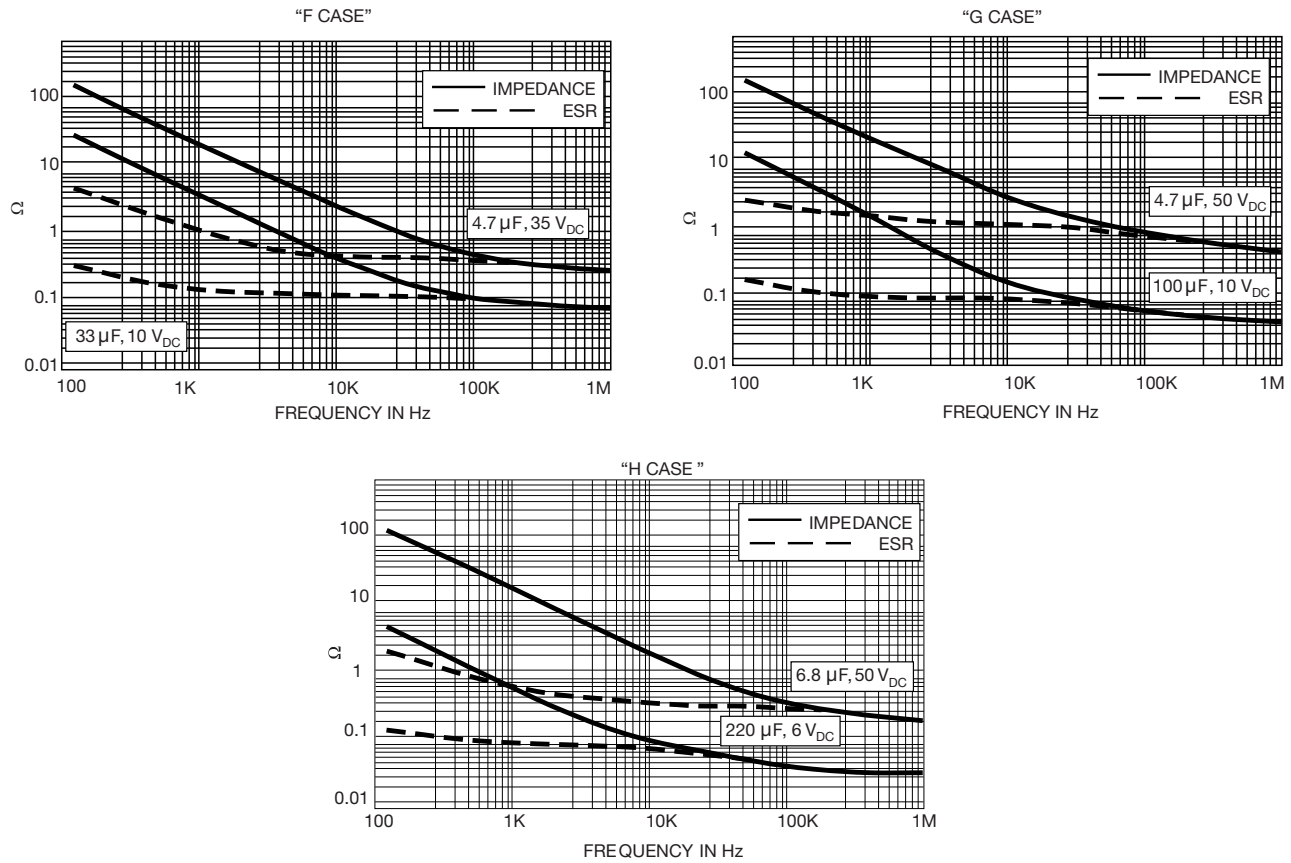 “F CASE”
100
10
Ω
1
0.1
0.01
IMPEDANCE
ESR
4.7 µF, 35 VDC
33 µF, 10 VDC
100
1K
10K
100K
1M
FREQUENCY IN Hz
“G CASE”
100
10
Ω
1
0.1
0.01
IMPEDANCE
ESR
4.7 µF, 50 VDC
100 µF, 10 VDC
100
1K
10K
100K
1M
FREQUENCY IN Hz
“H CASE ”
100
10
Ω
1
0.1
0.01
IMPEDANCE
ESR
6.8 µF, 50 VDC
220 µF, 6 VDC
100
1K
10K
100K
1M
FREQUENCY IN Hz